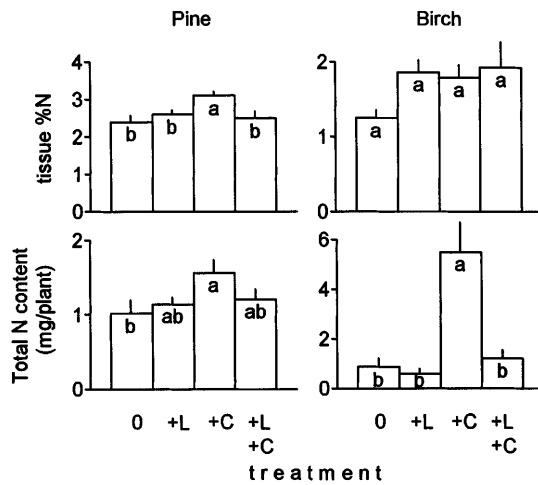 Pine Birch
tissue %N
4
3
2
1
0
b b a b
2
1
0
a a a a
Total N content
(mg/plant)
2
1
0
b ab a ab
6
4
2
0
b b a b
0 +L +C +L
+C
0 +L +C +L
+C
treatment